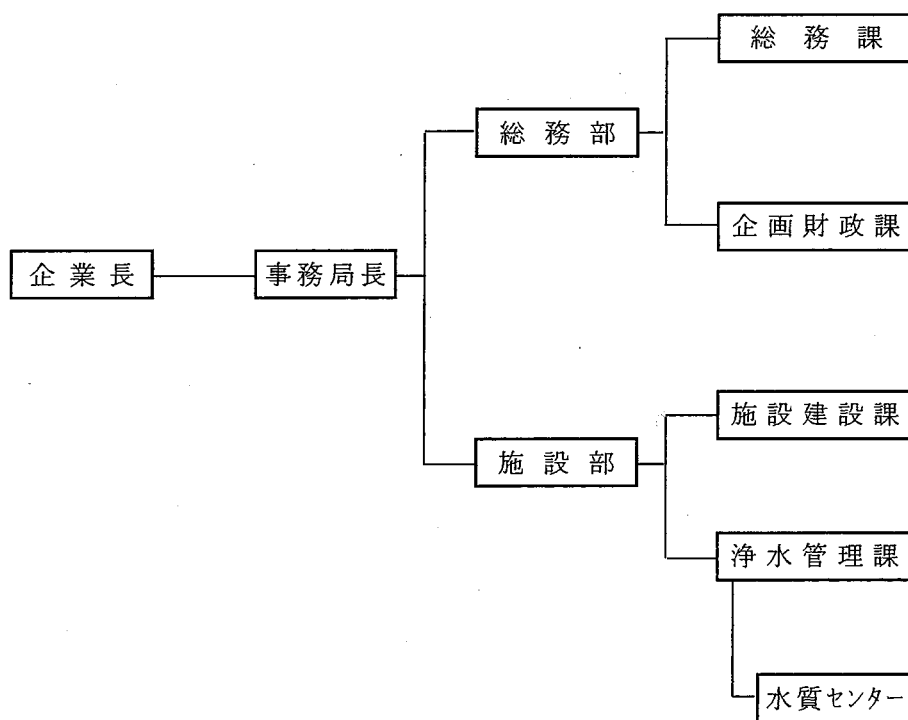 総務課
総務部
企画財政課
企業長
事務局長
施設建設課
施設部
浄水管理課
水質センター